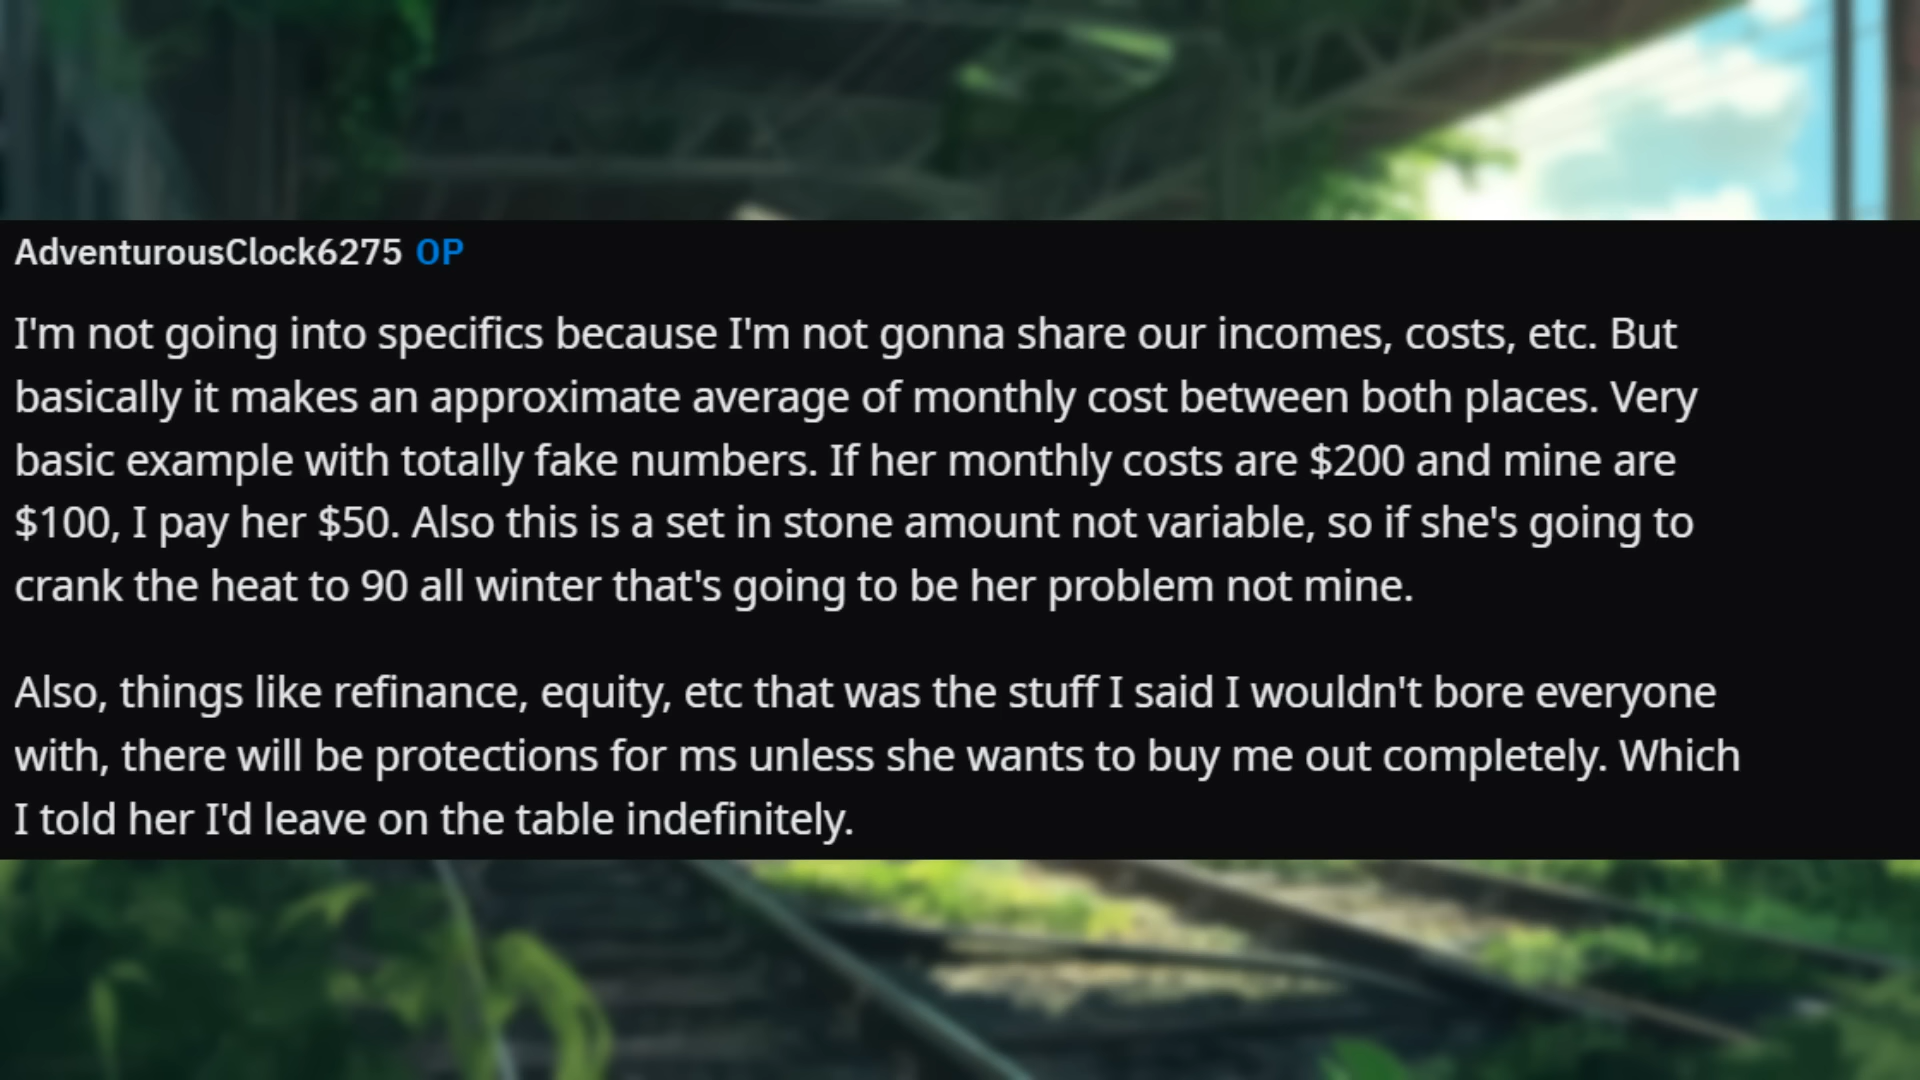 AdventurousClock6275 OP
I'm not going into specifics because I'm not gonna share our incomes, costs, etc. But
basically it makes an approximate average of monthly cost between both places. Very
basic example with totally fake numbers. If her monthly costs are $200 and mine are
$100, I pay her $50. Also this is a set in stone amount not variable, so if she's going to
crank the heat to 90 all winter that's going to be her problem not mine.
Also, things like refinance, equity, etc that was the stuff I said I wouldn't bore everyone
with, there will be protections for ms unless she wants to buy me out completely. Which
I told her I'd leave on the table indefinitely.